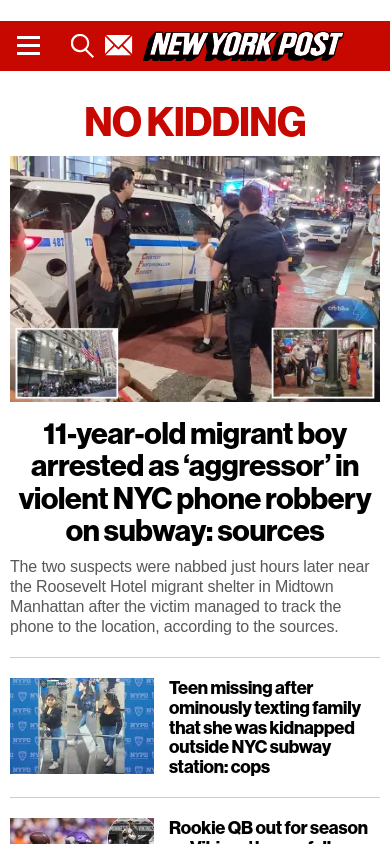 NEW YORK POST
NO KIDDING
11-year-old migrant boy
arrested as ‘aggressor’ in
violent NYC phone robbery
on subway: sources
The two suspects were nabbed just hours later near
the Roosevelt Hotel migrant shelter in Midtown
Manhattan after the victim managed to track the
phone to the location, according to the sources.
Teen missing after
ominously texting family
that she was kidnapped
outside NYC subway
station: cops
Rookie QB out for season